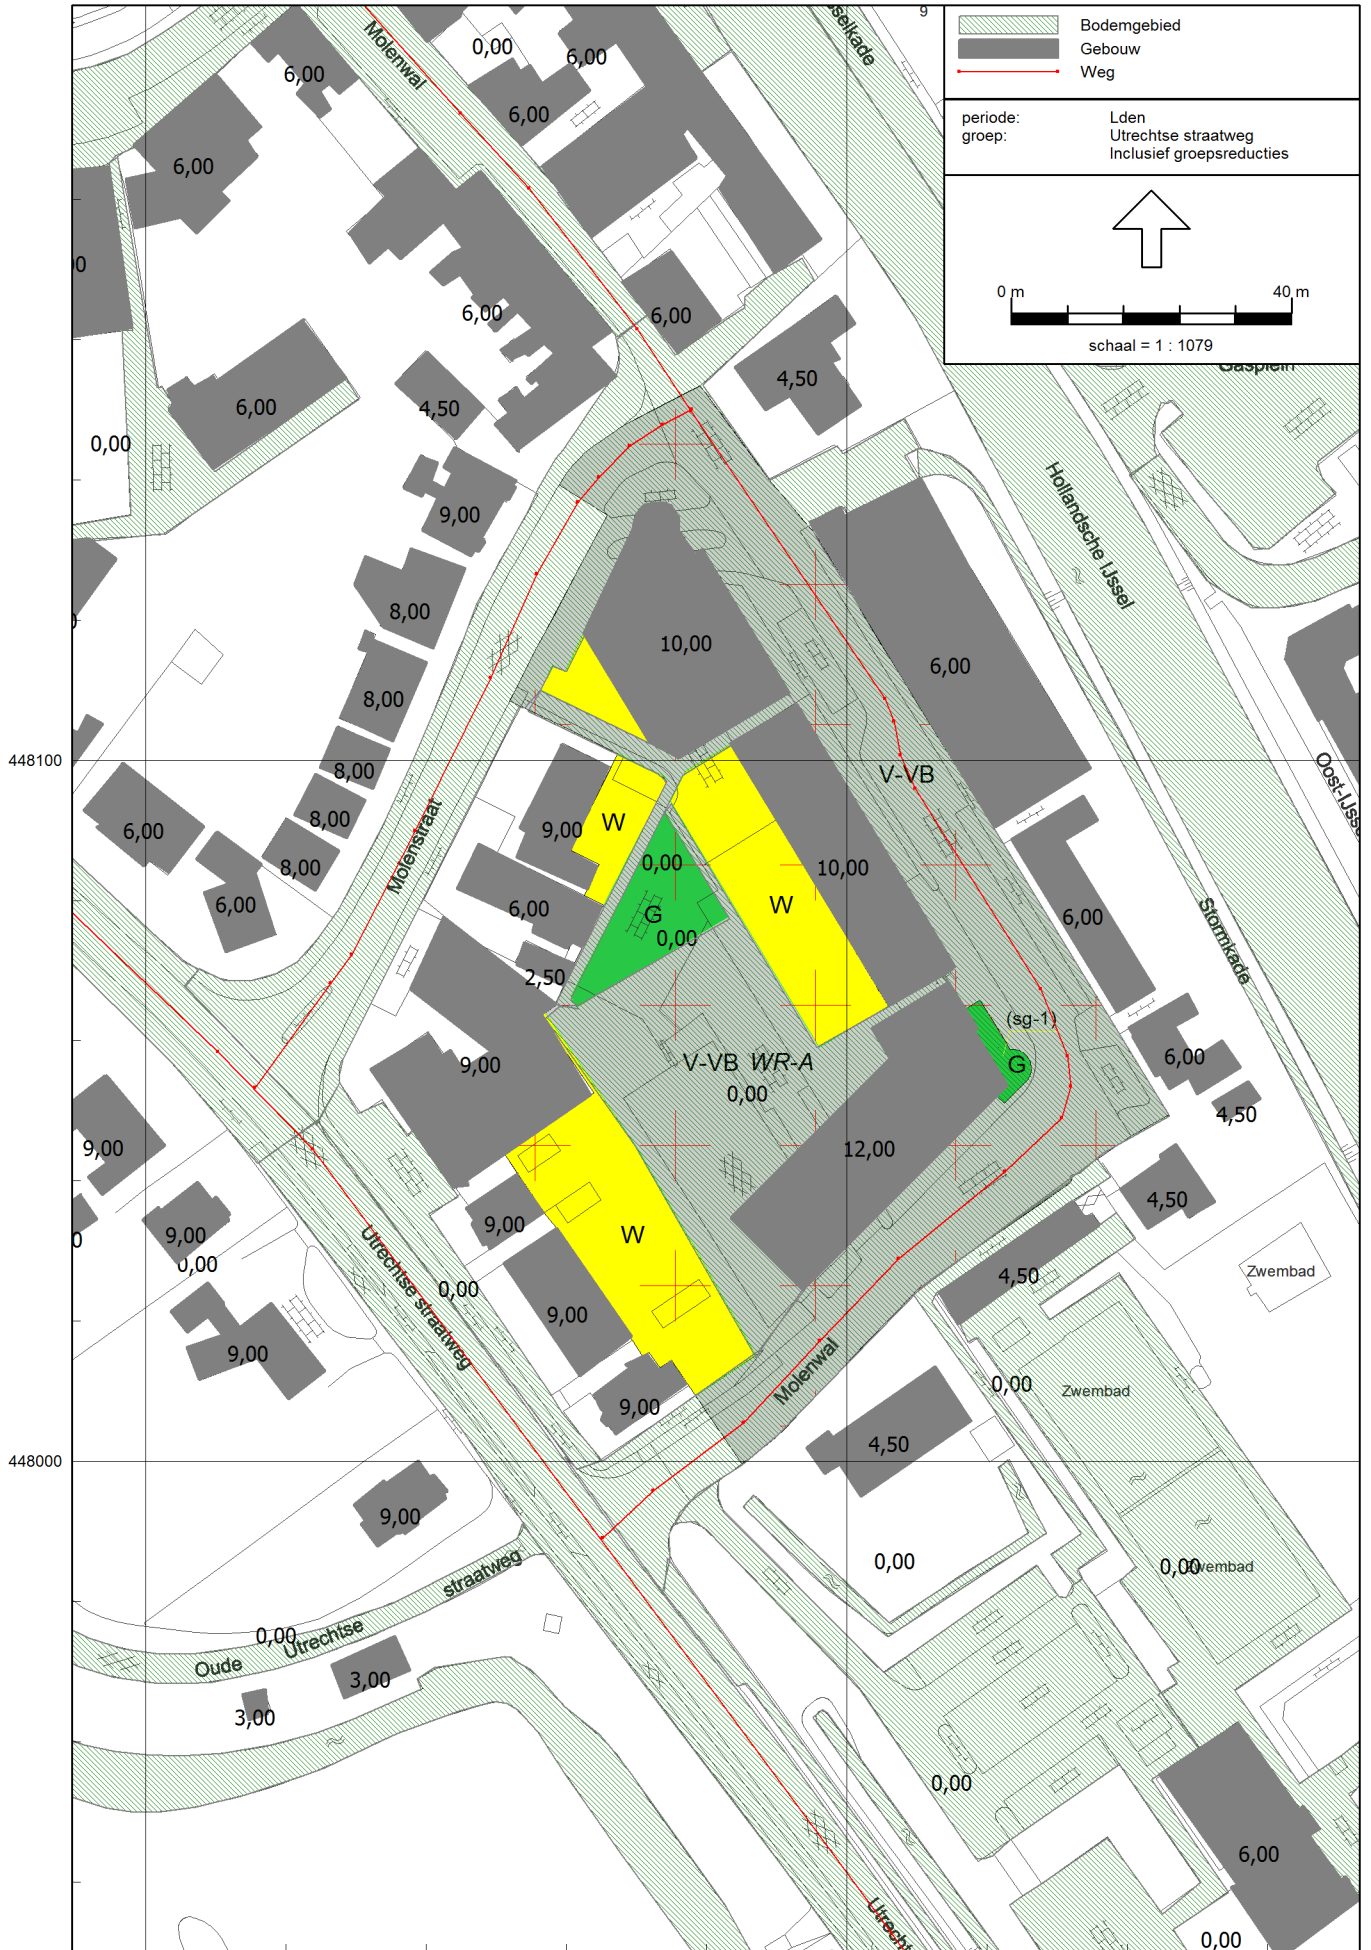 Bodemgebied
Gebouw
Weg
periode: Lden
groep: Utrechtse straatweg
Inclusief groepsreducties
0 m 40 m
schaal = 1 : 1079
9
Molenwal
0,00
6,00
6,00
6,00
6,00
6,00
6,00
4,50
6,00
4,50
0,00
9,00
Hollandsche IJssel
8,00
10,00
6,00
8,00
448100
8,00
V-VB
8,00
6,00
9,00
W
Molenstraat
8,00
0,00
10,00
6,00
6,00
W
G
0,00
6,00
2,50
Stormkade
(sg-1)
9,00
V-VB WR-A
0,00
G
6,00
4,50
9,00
12,00
4,50
9,00
0,00
9,00
W
Utrechtse straatweg
0,00
4,50
Zwembad
9,00
9,00
Molenwal
9,00
0,00
Zwembad
4,50
448000
9,00
0,00
0,00
straatweg
0,00
Utrechtse
Oude
3,00
3,00
0,00
6,00
0,00